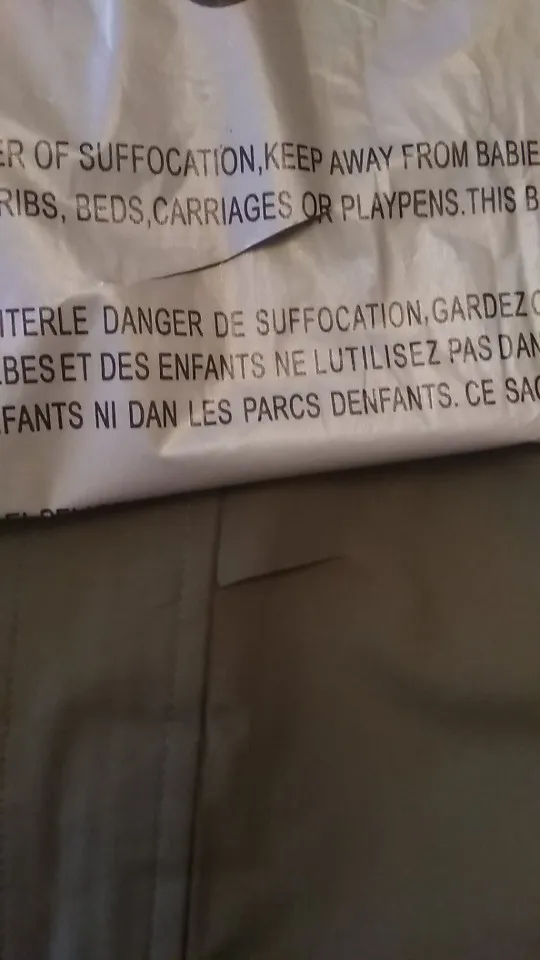 ER OF SUFFOCATION,KEEP AWAY FROM BABIE
RIBS, BEDS,CARRIAGES OR PLAYPENS.THIS B
ITERLE DANGER DE SUFFOCATION,GARDEZ
BES ET DES ENFANTS NE LUTILISEZ PAS DAN
FANTS NI DAN LES PARCS DENFANTS. CE SAC